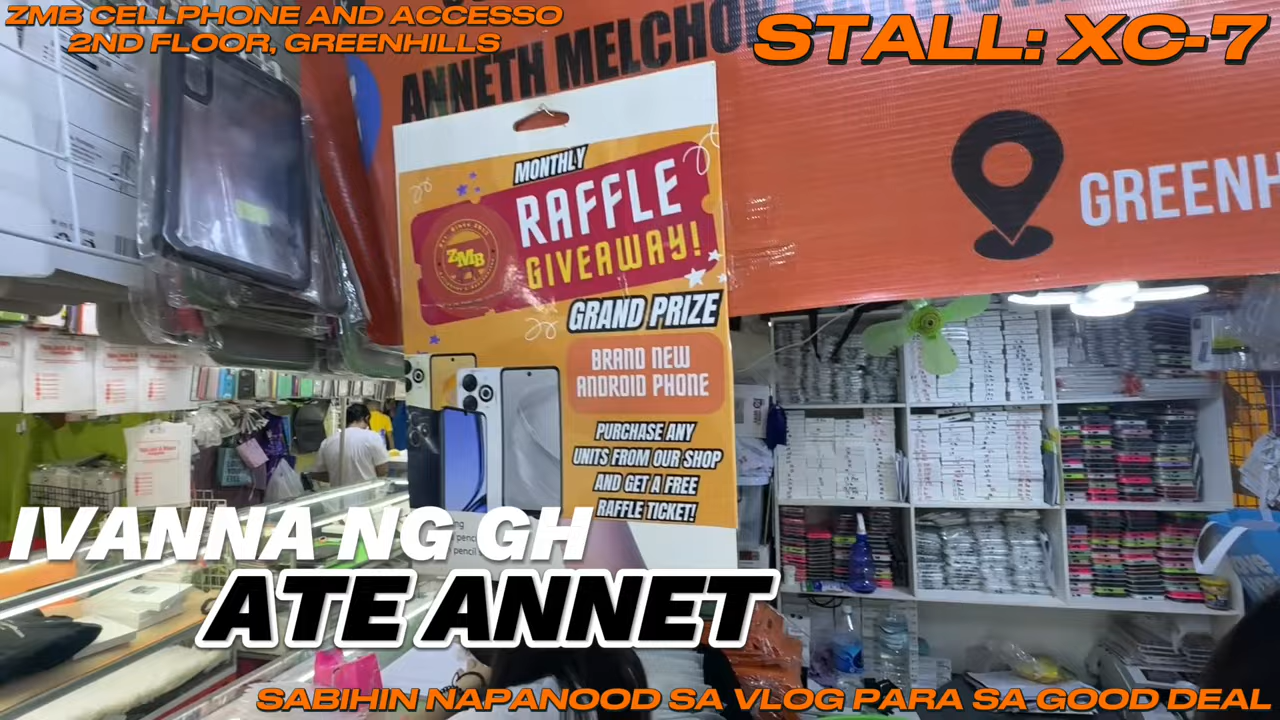 ZMB CELLPHONE AND ACCESSO
2ND FLOOR, GREENHILLS
STALL: XC-7
ANNETH MELCHO
GREENH
MONTHLY
RAFFLE
GIVEAWAY!
ZMB
GRAND PRIZE
BRAND NEW
ANDROID PHONE
PURCHASE ANY
UNITS FROM OUR SHOP
AND GET A FREE
RAFFLE TICKET!
IVANNA NG GH
ATE ANNET
SABIHIN NAPANOOD SA VLOG PARA SA GOOD DEAL